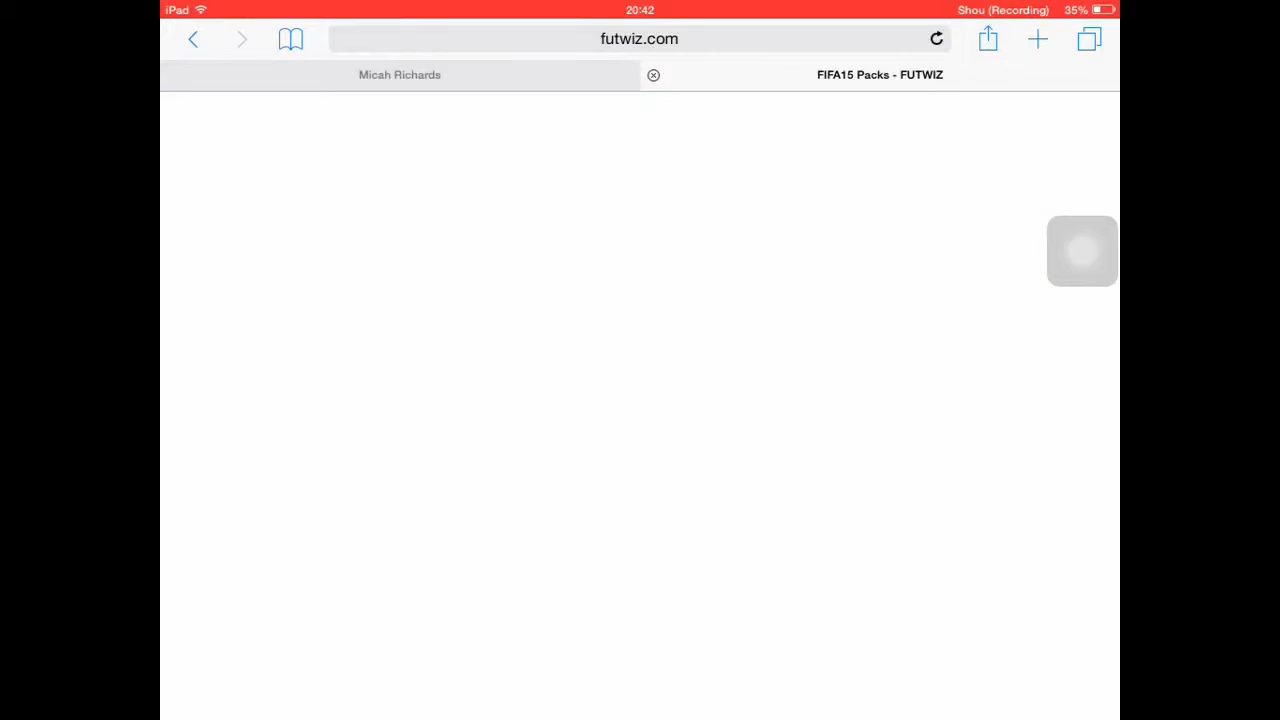 iPad 20:42 Shou (Recording) 35%
futwiz.com
Micah Richards FIFA15 Packs - FUTWIZ